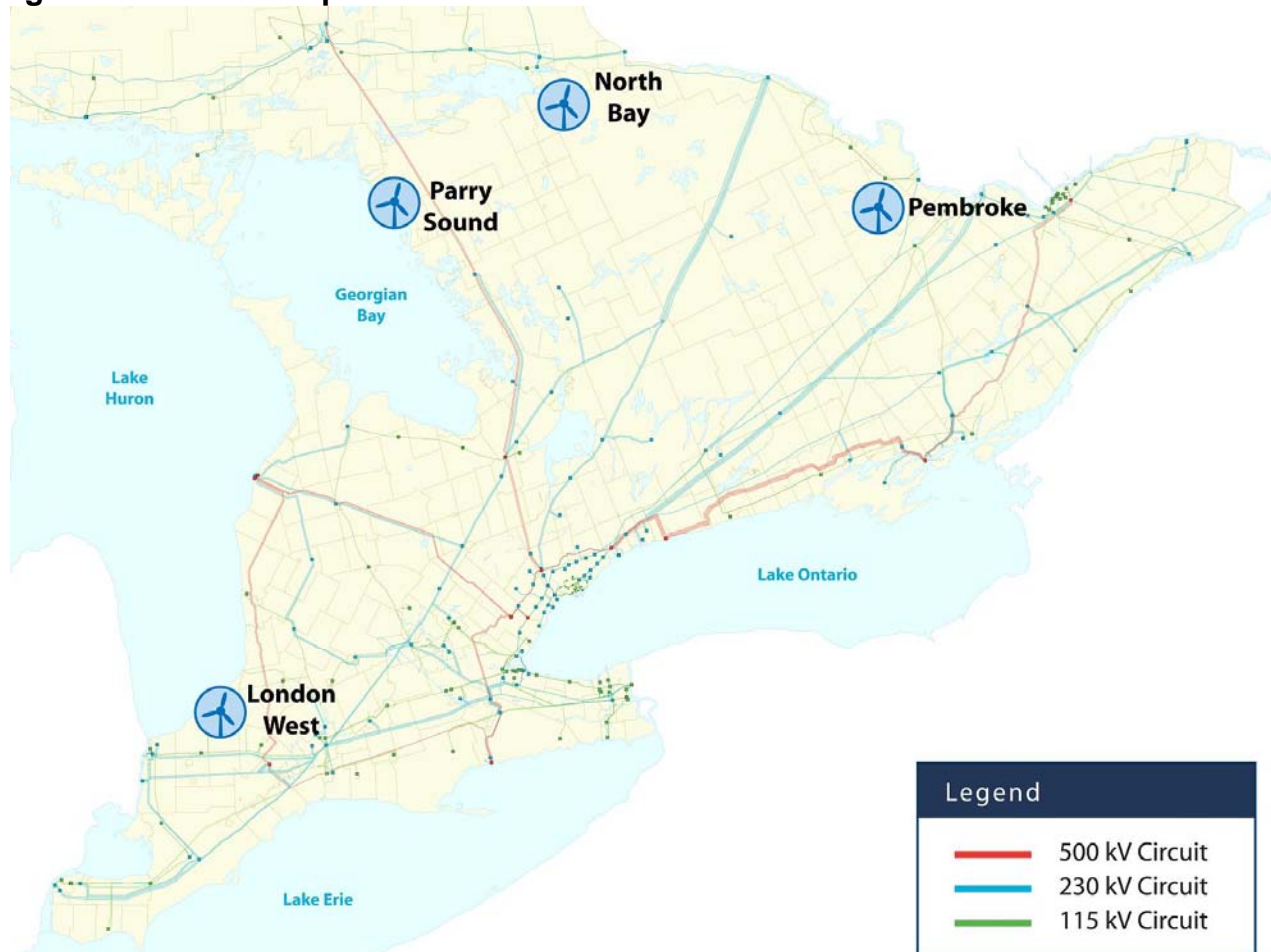 North
Bay
Parry
Sound
Pembroke
Georgian
Bay
Lake
Huron
Lake Ontario
London
West
Lake Erie
Legend
500 kV Circuit
230 kV Circuit
115 kV Circuit